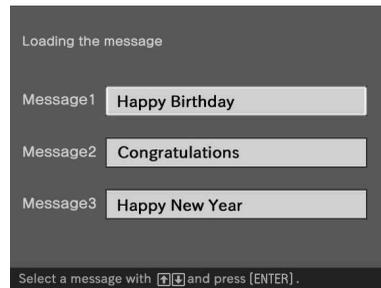 Loading the message
Message1 Happy Birthday
Message2 Congratulations
Message3 Happy New Year
Select a message with ↑↓ and press [ENTER].